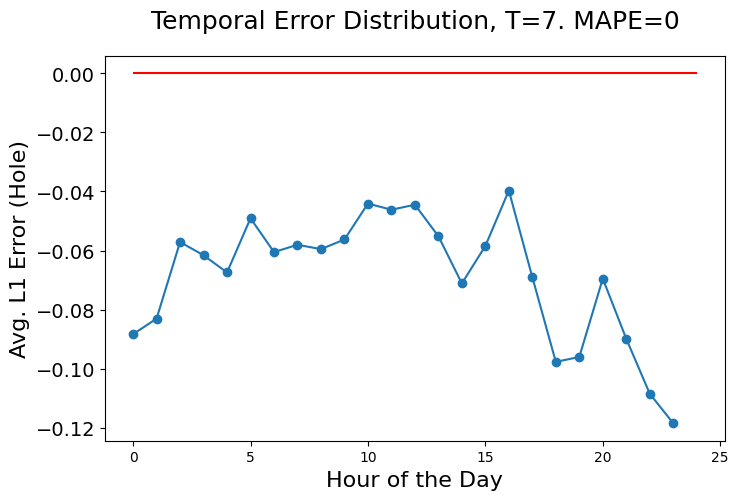 Temporal Error Distribution, T=7. MAPE=0
0.00
−0.02
−0.04
−0.06
−0.08
−0.10
−0.12
Avg. L1 Error (Hole)
0 5 10 15 20 25
Hour of the Day